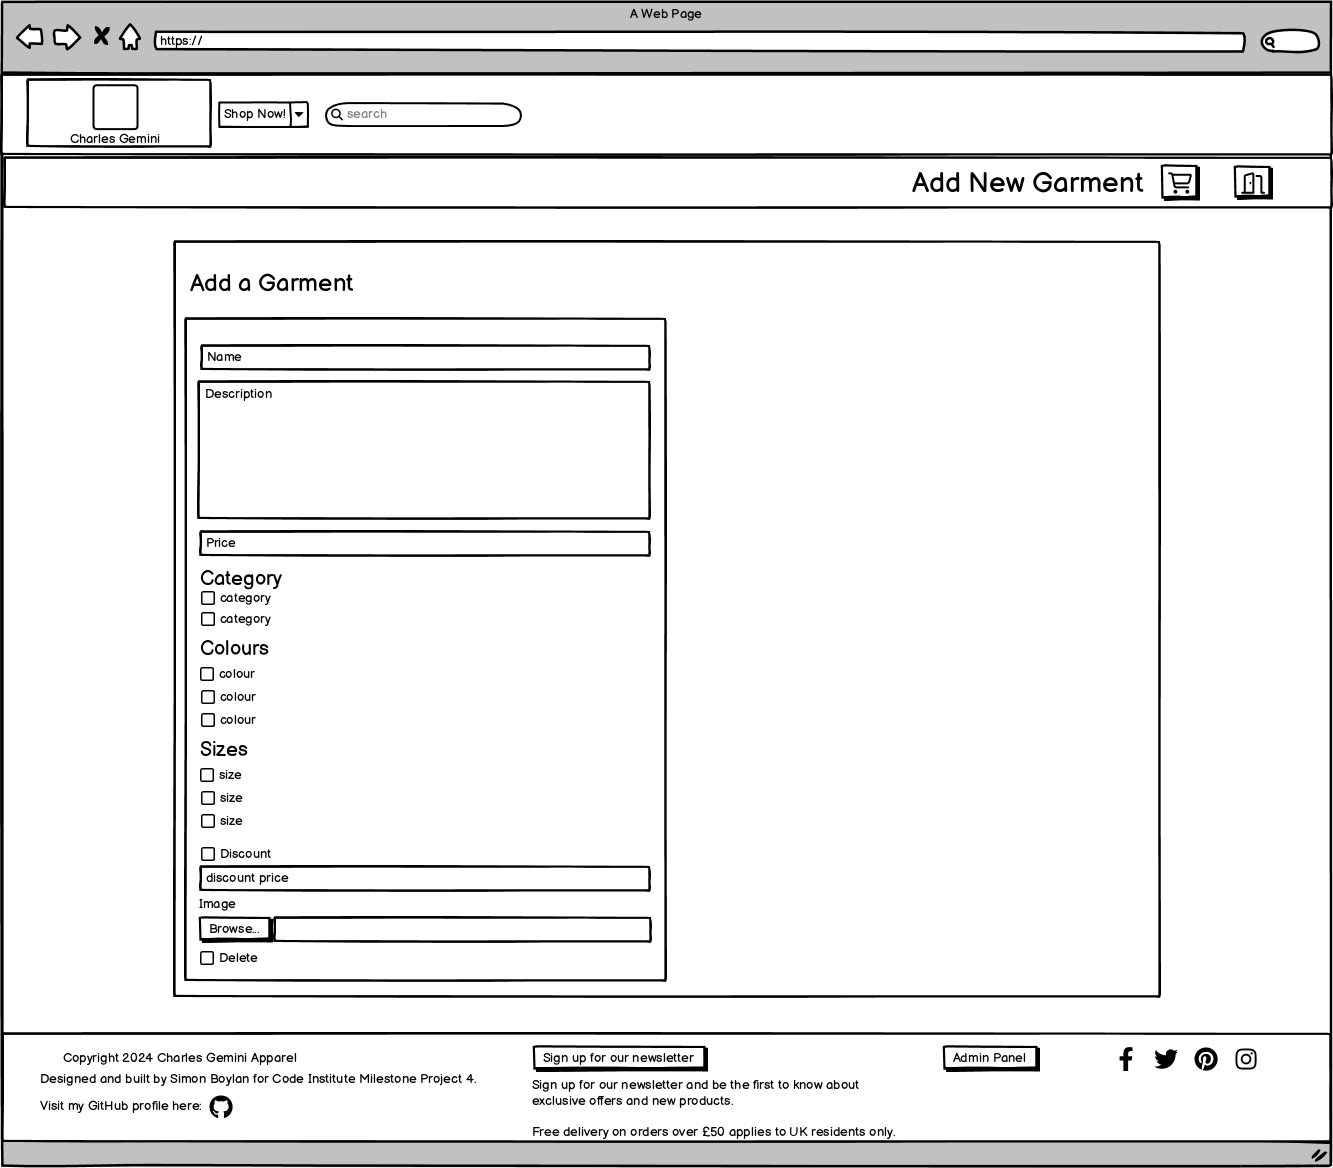 A Web Page
https://
Charles Gemini
Shop Now!
search
Add New Garment
Add a Garment
Name
Description
Price
Category
category
category
Colours
colour
colour
colour
Sizes
size
size
size
Discount
discount price
Image
Browse...
Delete
Copyright 2024 Charles Gemini Apparel
Designed and built by Simon Boylan for Code Institute Milestone Project 4.
Visit my GitHub profile here:
Sign up for our newsletter
Sign up for our newsletter and be the first to know about
exclusive offers and new products.
Free delivery on orders over £50 applies to UK residents only.
Admin Panel